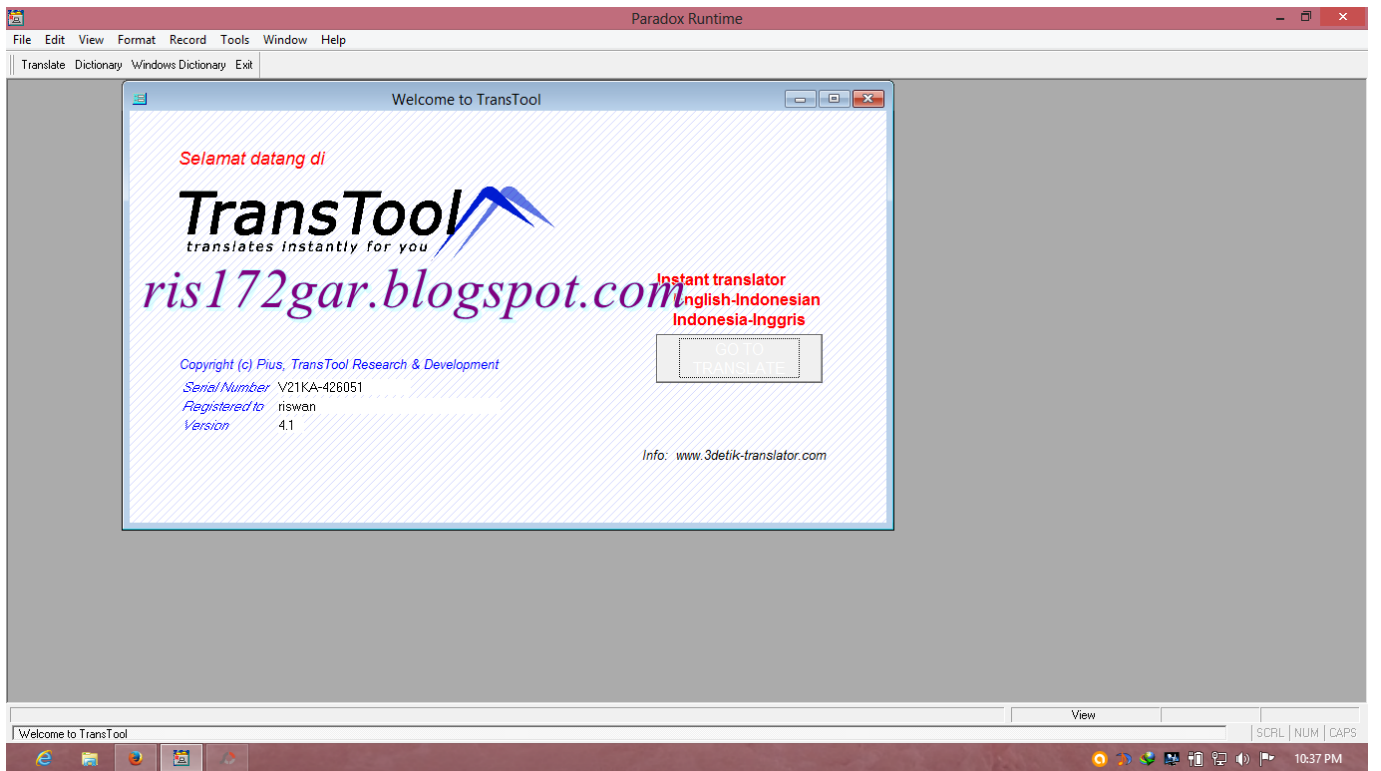 Paradox Runtime
File Edit View Format Record Tools Window Help
Translate Dictionary Windows Dictionary Exit
Welcome to TransTool
Selamat datang di
TransTool
translates instantly for you
ris172gar.blogspot.com
Instant translator
English-Indonesian
Indonesia-Inggris
GO TO
TRANSLATE
Copyright (c) Pius, TransTool Research & Development
Serial Number V21KA-426051
Registered to riswan
Version 4.1
Info: www.3detik-translator.com
View
Welcome to TransTool
SCRL NUM CAPS
10:37 PM